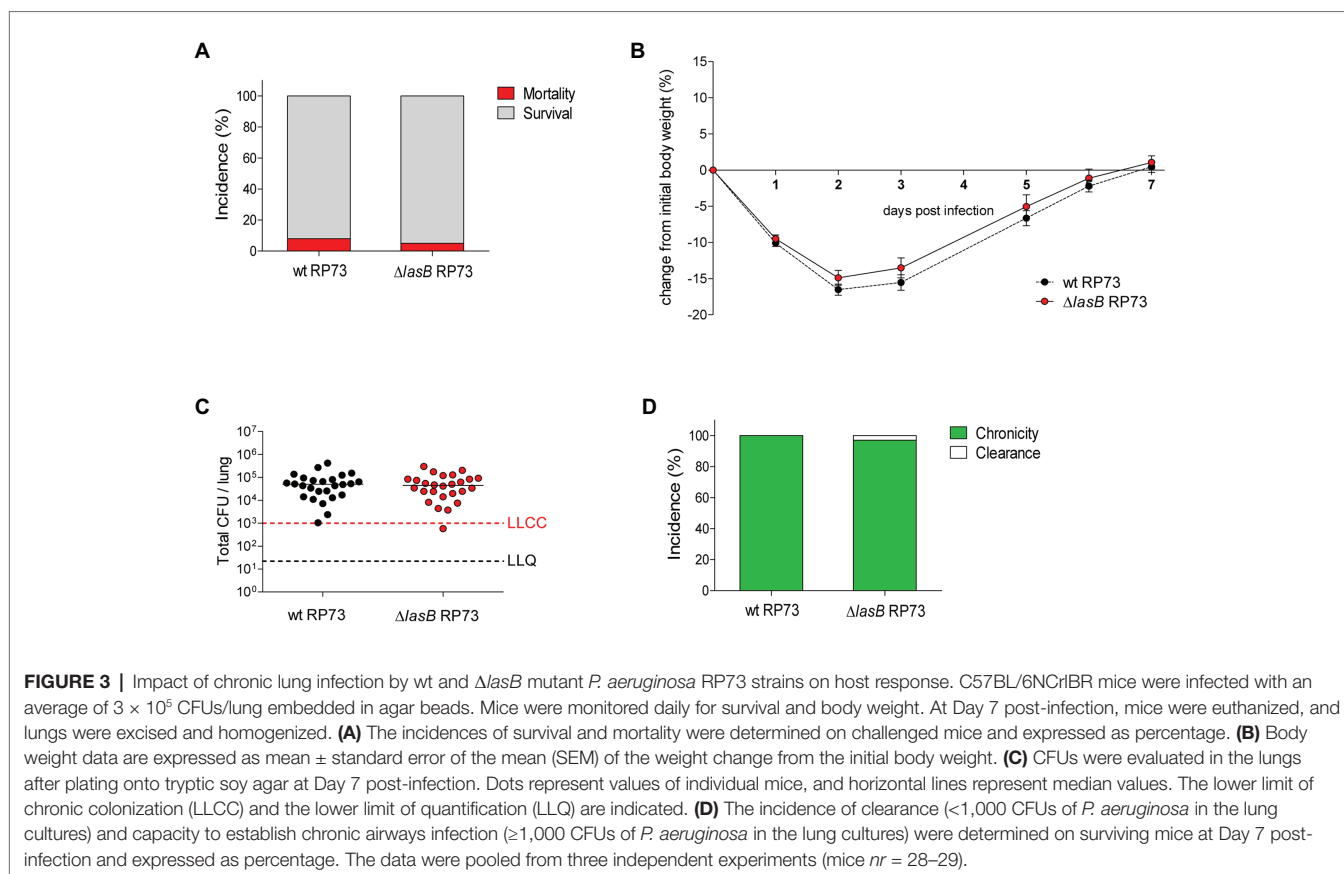 A
Incidence (%)
100
80
60
40
20
0
wt RP73
ΔlasB RP73
Mortality
Survival
B
change from initial body weight (%)
15
10
5
0
-5
-10
-15
-20
1
2
3
4
5
7
days post infection
wt RP73
ΔlasB RP73
C
Total CFU / lung
10⁷
10⁶
10⁵
10⁴
10³
10²
10¹
10⁰
LLCC
LLQ
wt RP73
ΔlasB RP73
D
Incidence (%)
100
80
60
40
20
0
wt RP73
ΔlasB RP73
Chronicity
Clearance
FIGURE 3 | Impact of chronic lung infection by wt and ΔlasB mutant P. aeruginosa RP73 strains on host response. C57BL/6NCrlBR mice were infected with an
average of 3 × 10⁵ CFUs/lung embedded in agar beads. Mice were monitored daily for survival and body weight. At Day 7 post-infection, mice were euthanized, and
lungs were excised and homogenized. (A) The incidences of survival and mortality were determined on challenged mice and expressed as percentage. (B) Body
weight data are expressed as mean ± standard error of the mean (SEM) of the weight change from the initial body weight. (C) CFUs were evaluated in the lungs
after plating onto tryptic soy agar at Day 7 post-infection. Dots represent values of individual mice, and horizontal lines represent median values. The lower limit of
chronic colonization (LLCC) and the lower limit of quantification (LLQ) are indicated. (D) The incidence of clearance (<1,000 CFUs of P. aeruginosa in the lung
cultures) and capacity to establish chronic airways infection (≥1,000 CFUs of P. aeruginosa in the lung cultures) were determined on surviving mice at Day 7 post-
infection and expressed as percentage. The data were pooled from three independent experiments (mice nr = 28–29).